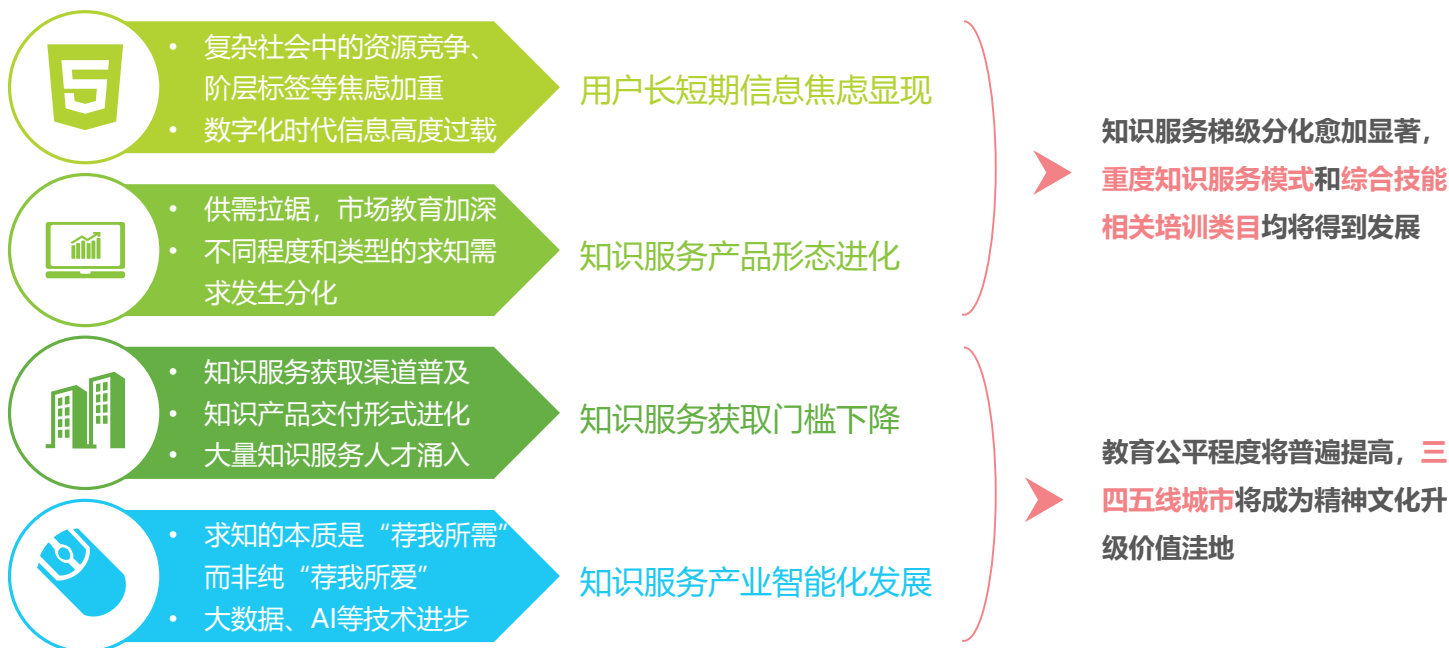 • 复杂社会中的资源竞争、
阶层标签等焦虑加重
• 数字化时代信息高度过载
用户长短期信息焦虑显现
• 供需拉锯，市场教育加深
• 不同程度和类型的求知需
求发生分化
知识服务产品形态进化
知识服务梯级分化愈加显著，
重度知识服务模式和综合技能
相关培训类目均将得到发展
• 知识服务获取渠道普及
• 知识产品交付形式进化
• 大量知识服务人才涌入
知识服务获取门槛下降
• 求知的本质是“荐我所需”
而非纯“荐我所爱”
• 大数据、AI等技术进步
知识服务产业智能化发展
教育公平程度将普遍提高，三
四五线城市将成为精神文化升
级价值洼地